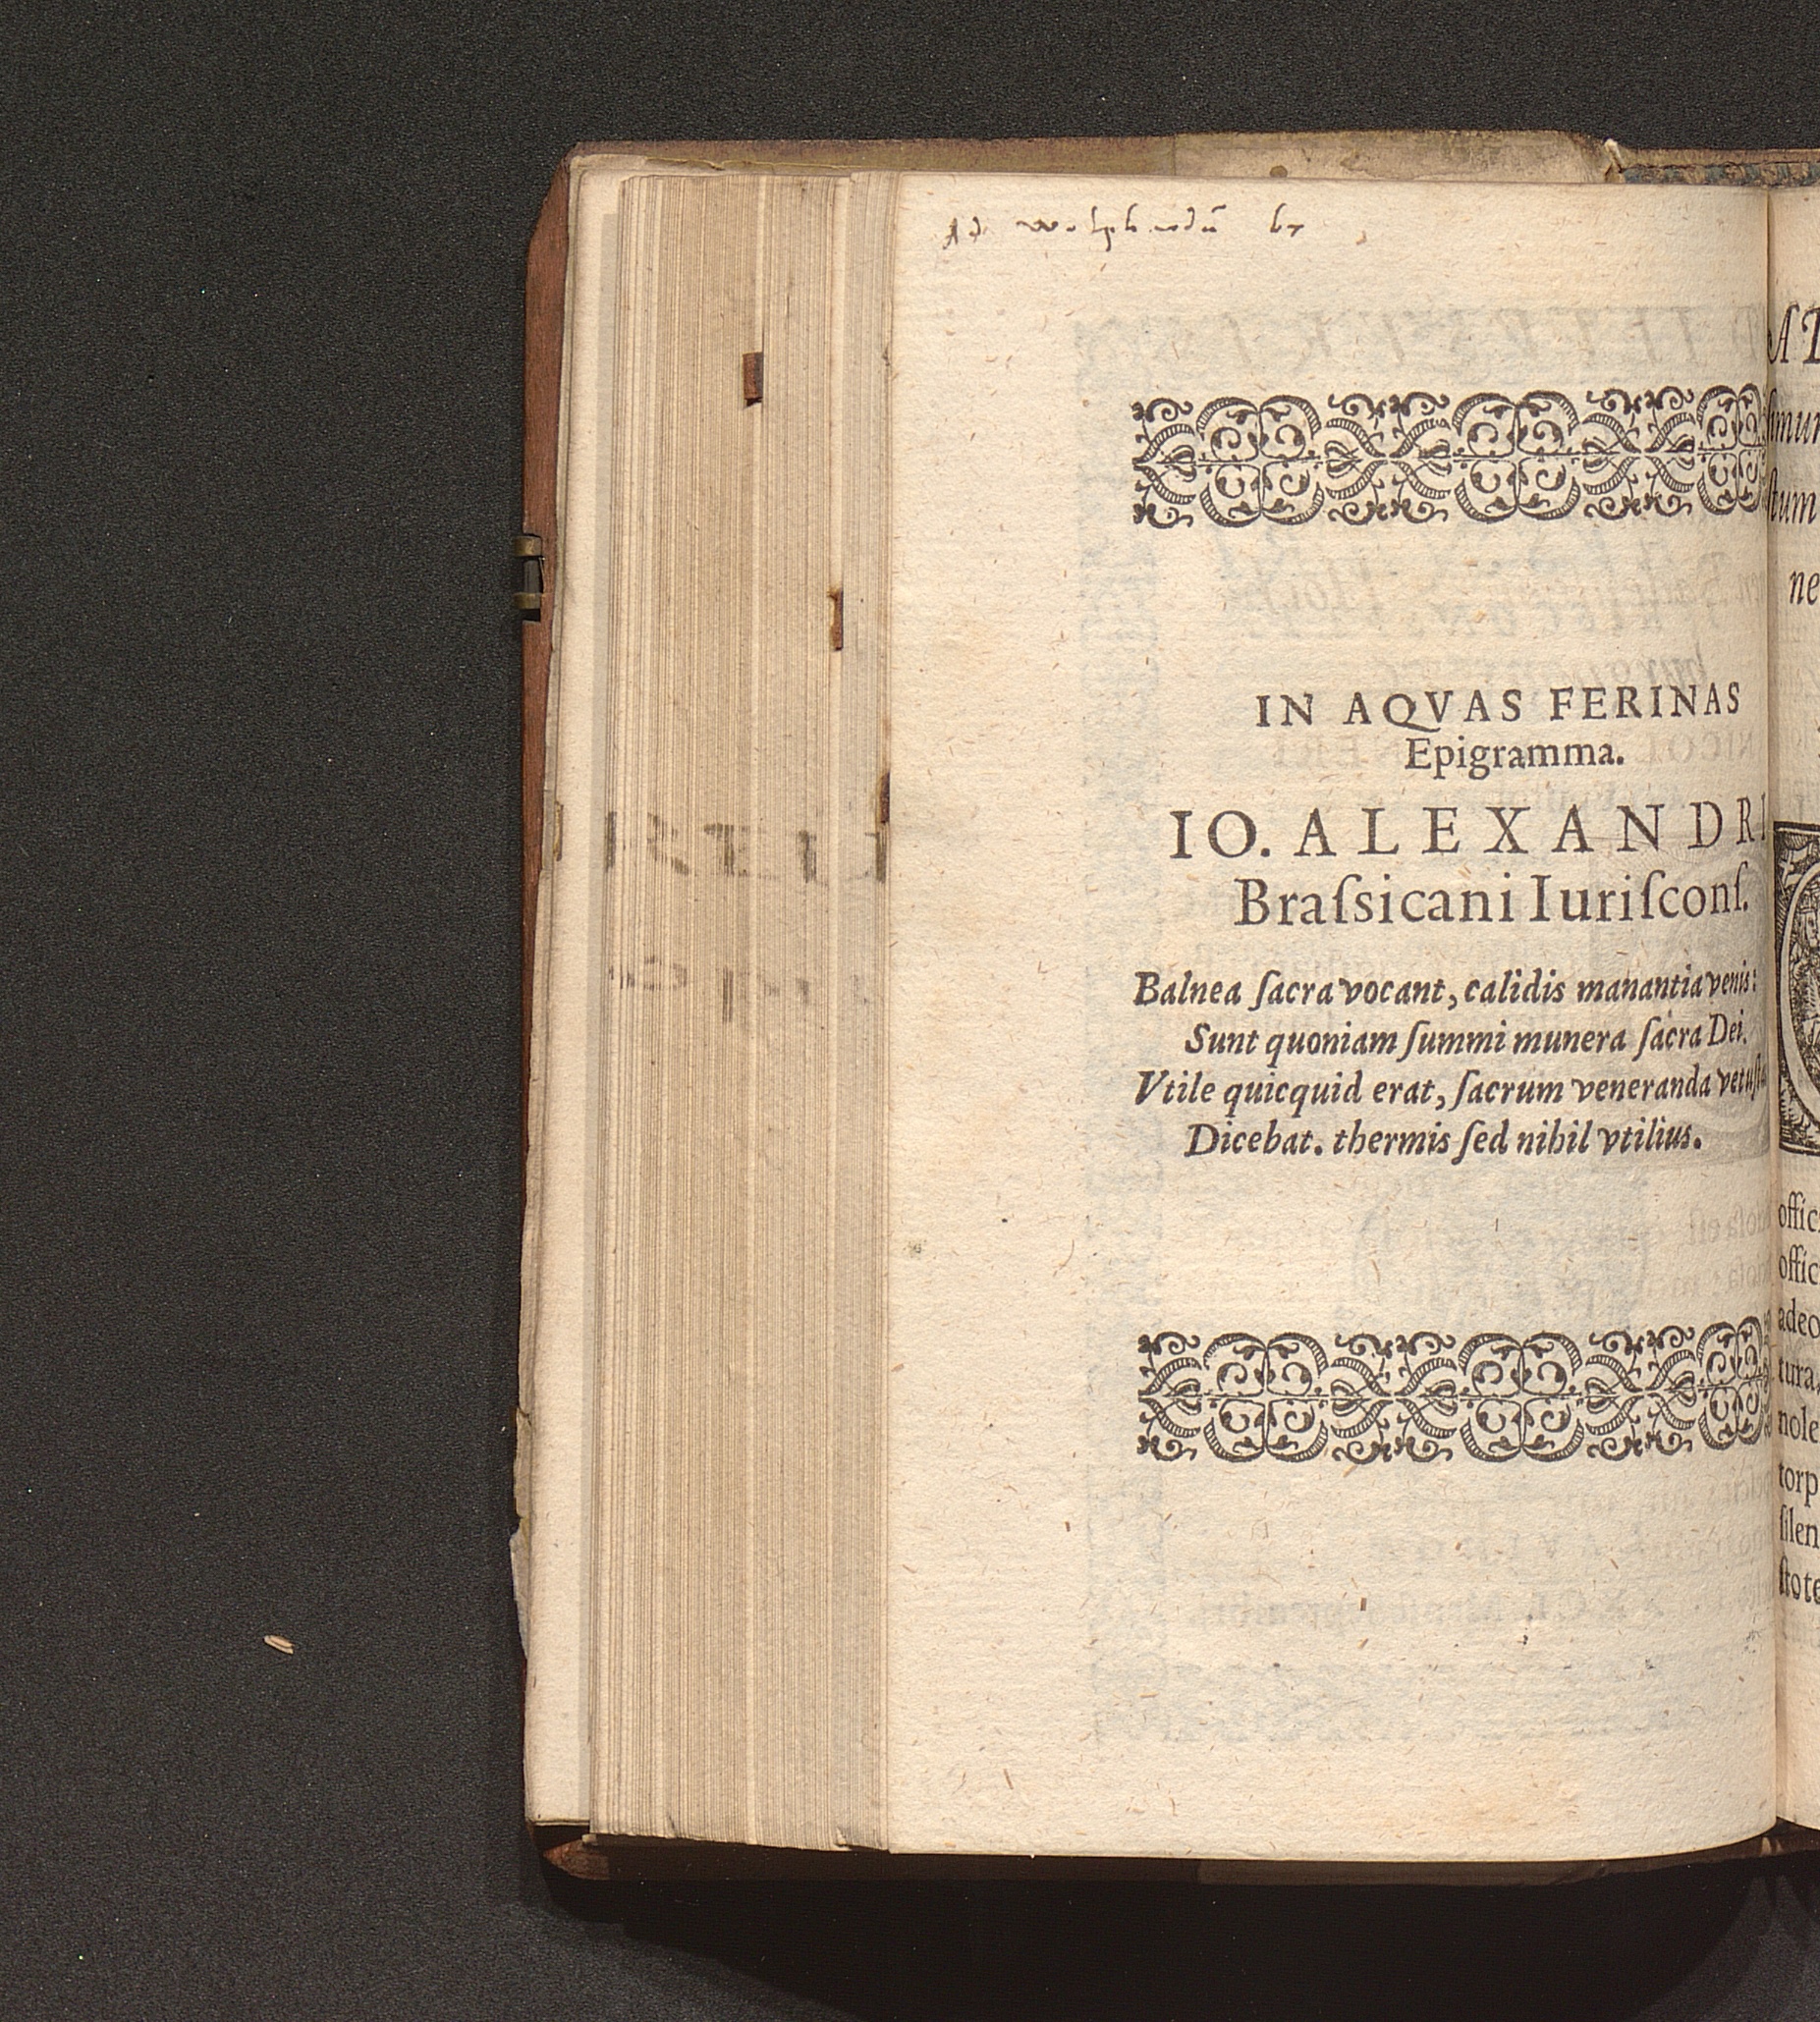 Ad
IN AQVAS FERINAS
Epigramma.
IO. ALEXANDRI
Braſsicani Iuriſconſ.
Balnea ſacra vocant, calidis manantia venis:
Sunt quoniam ſummi munera ſacra Dei.
Vtile quicquid erat, ſacrum veneranda
Dicebat. thermis ſed nihil vtilius.